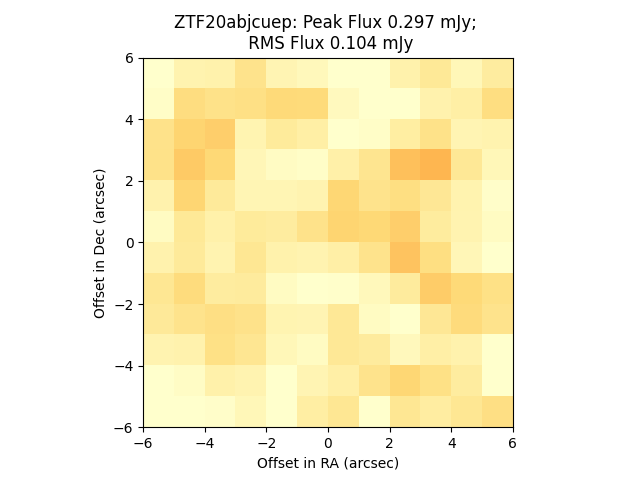 ZTF20abjcuep: Peak Flux 0.297 mJy;
RMS Flux 0.104 mJy
6
4
2
0
−2
−4
−6
Offset in Dec (arcsec)
−6 −4 −2 0 2 4 6
Offset in RA (arcsec)